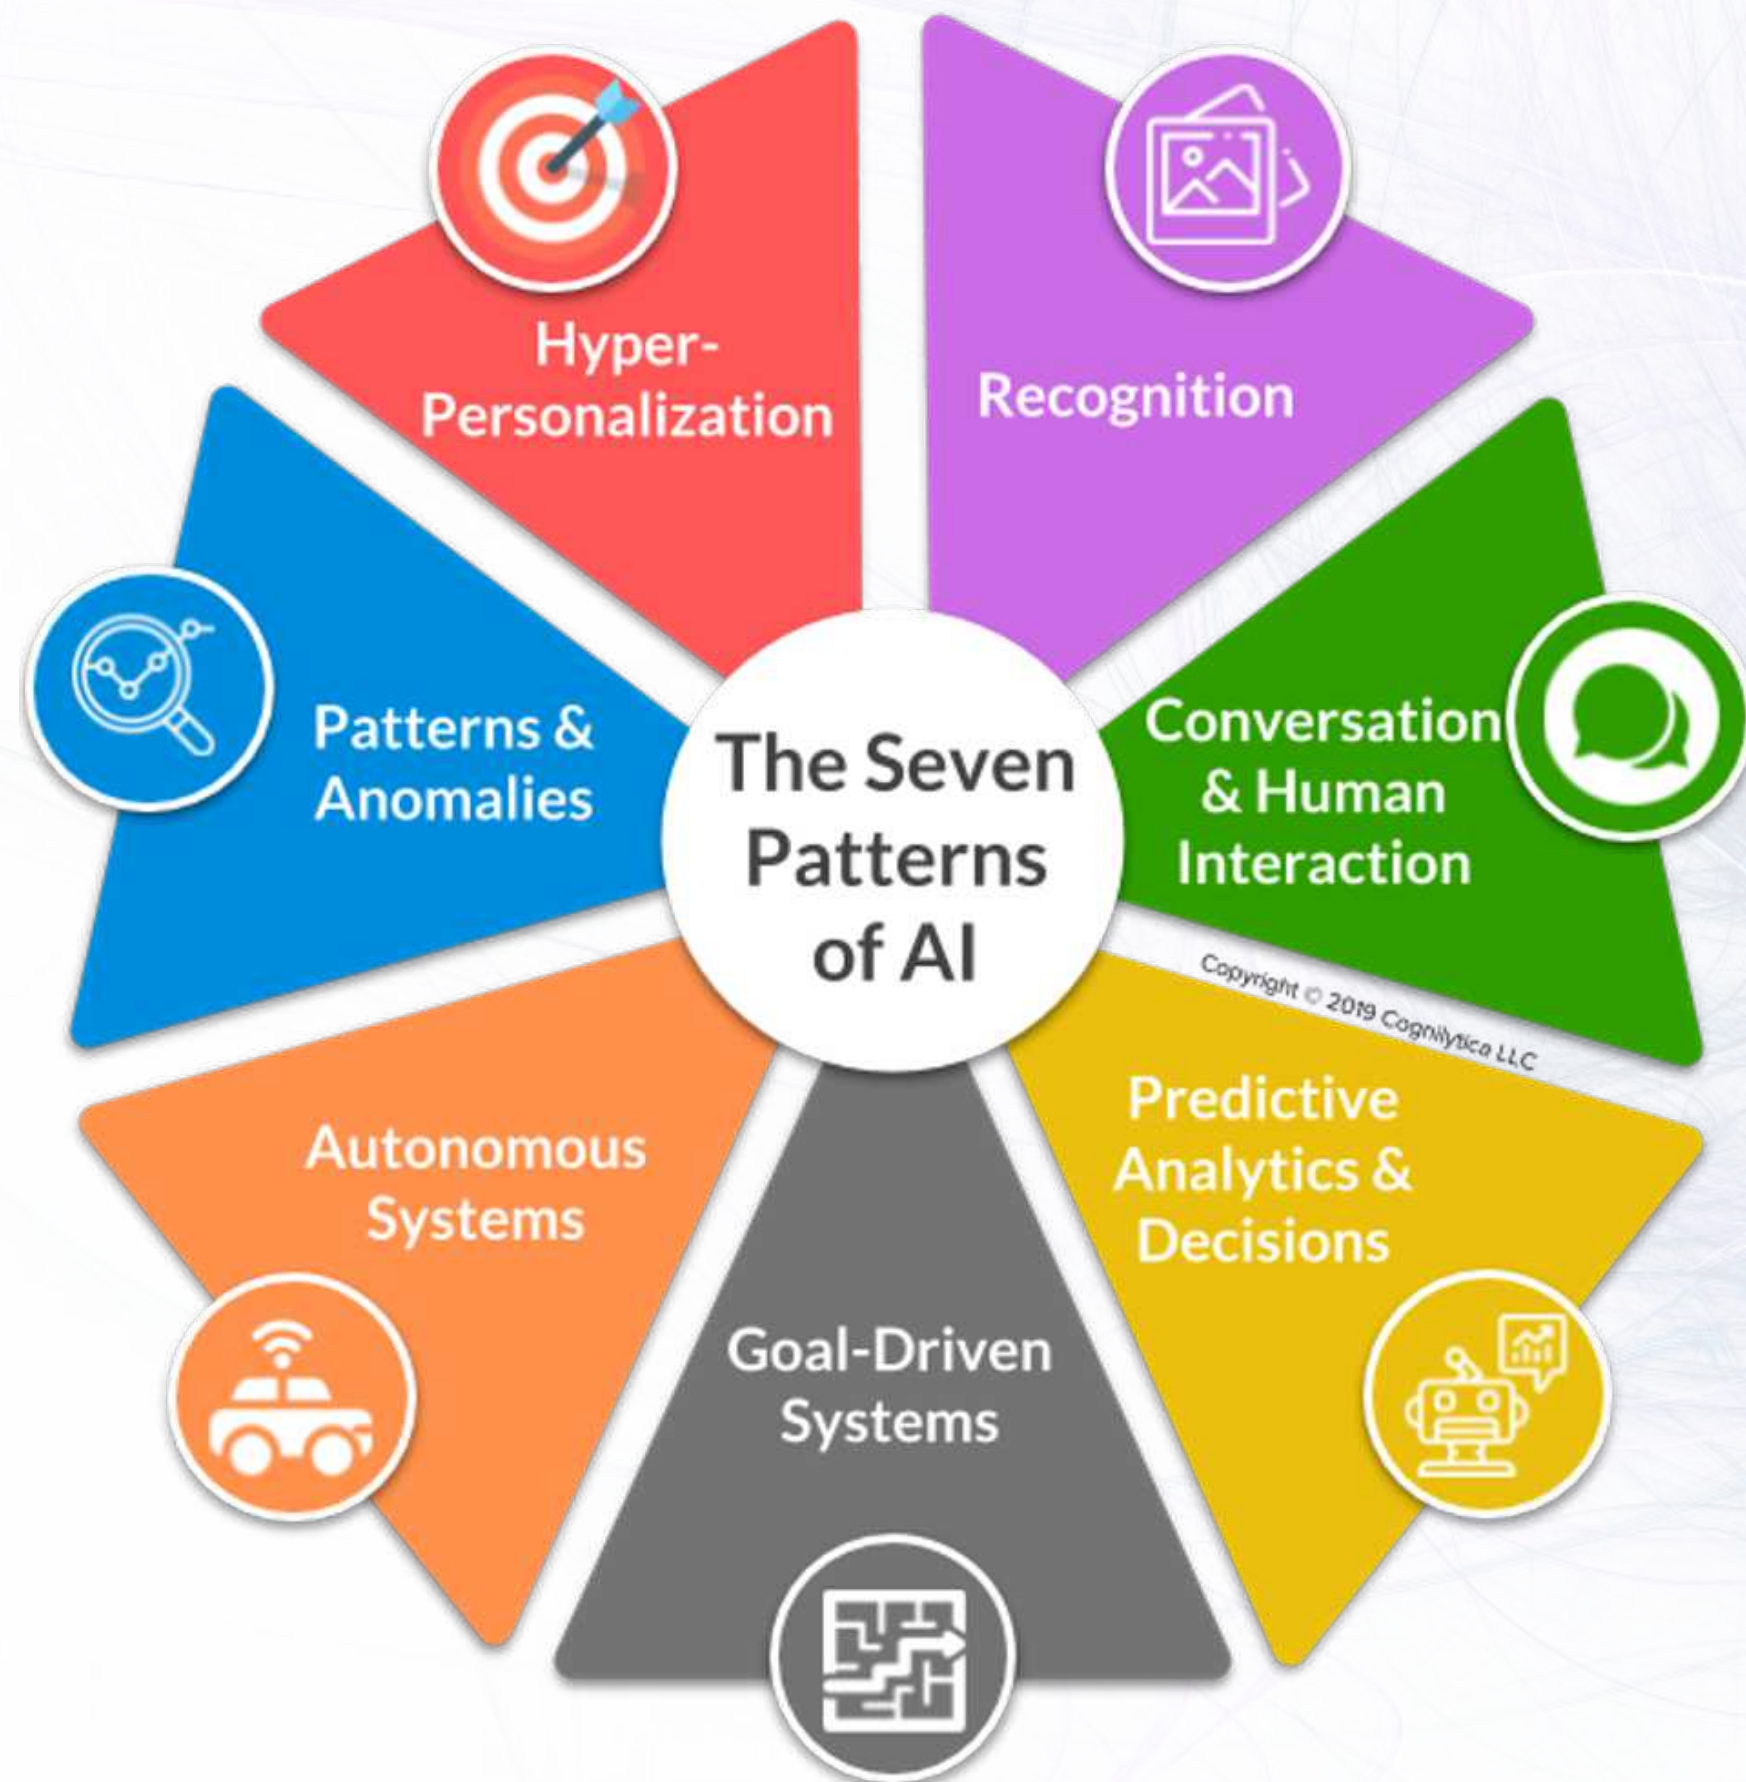 Hyper-
Personalization
Recognition
Patterns &
Anomalies
The Seven
Patterns
of AI
Conversation
& Human
Interaction
Copyright © 2019 Cognilytica LLC
Autonomous
Systems
Predictive
Analytics &
Decisions
Goal-Driven
Systems